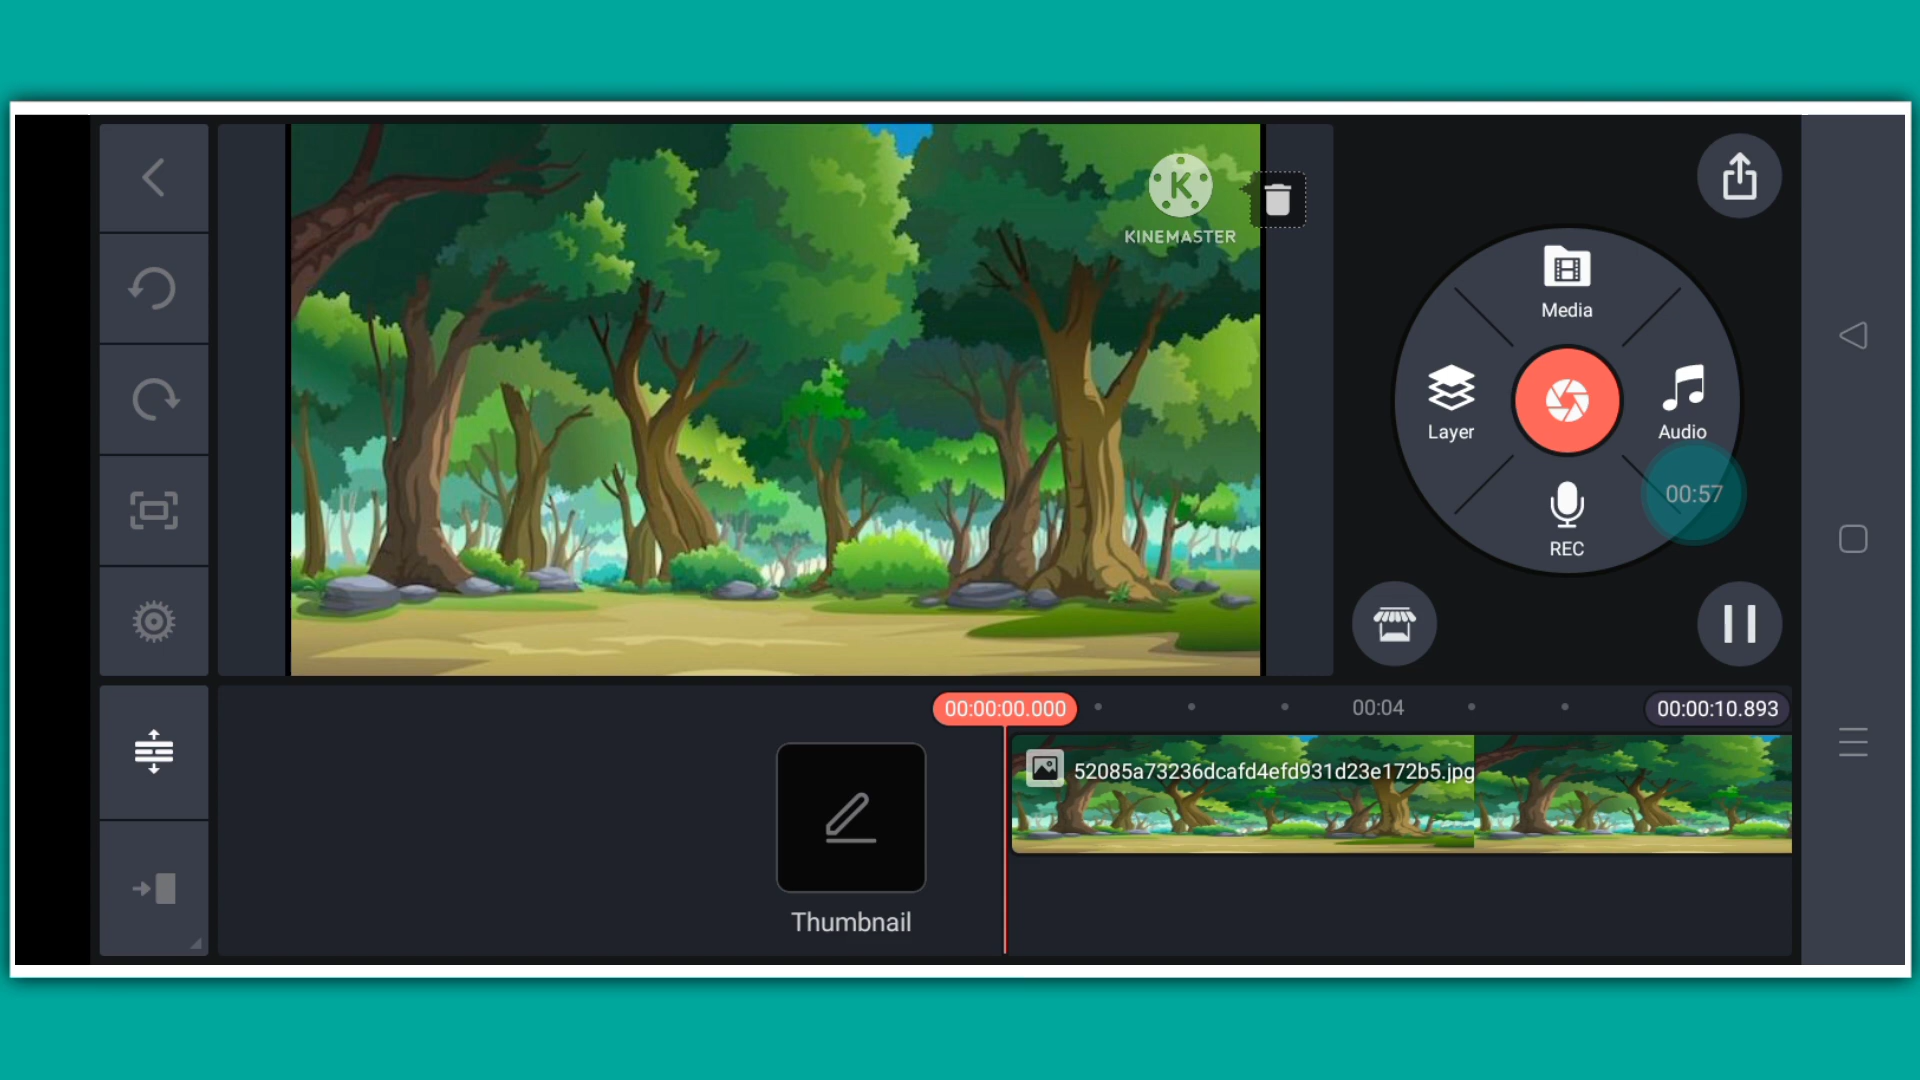 K
KINEMASTER
Media
Layer
Audio
00:57
REC
00:00:00.000
00:04
00:00:10.893
52085a73236dcafd4efd931d23e172b5.jpg
Thumbnail